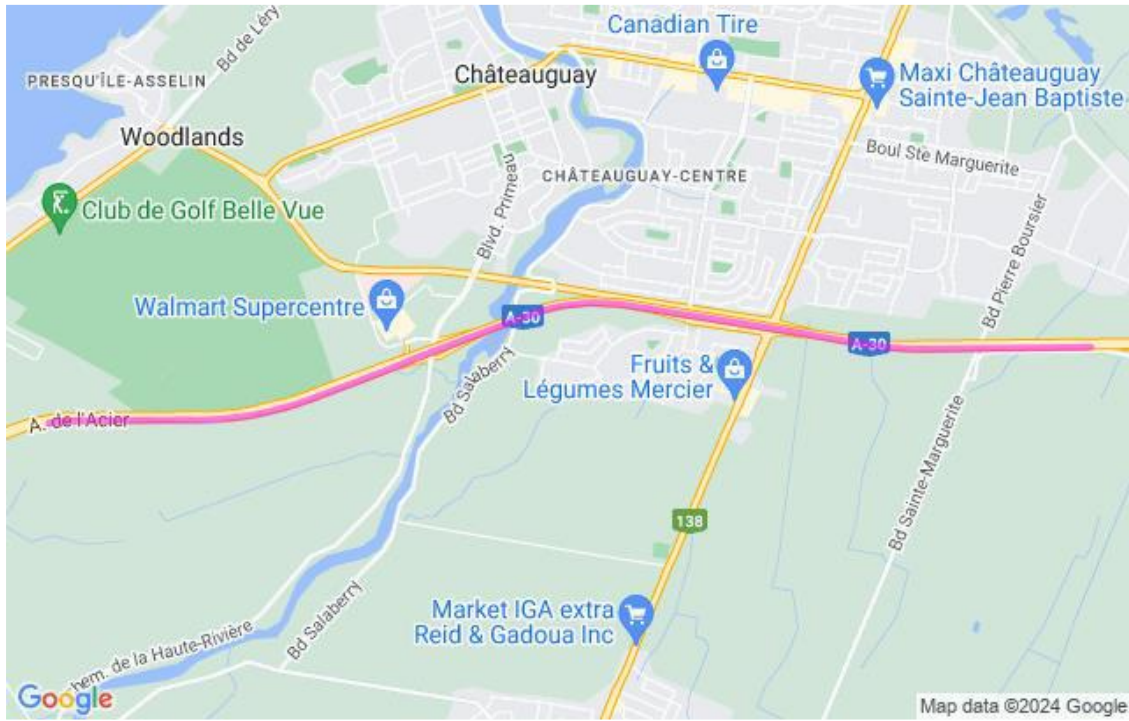 Canadian Tire
Bd de Léry
PRESQU'ÎLE-ASSELIN
Châteauguay
Maxi Châteauguay
Sainte-Jean Baptiste
Woodlands
Boul Ste Marguerite
CHÂTEAUGUAY-CENTRE
Club de Golf Belle Vue
Blvd. Primeau
Bd Pierre Boursier
Walmart Supercentre
A-30
A-30
Fruits &
Légumes Mercier
Bd Salaberry
A. de l'Acier
Bd Sainte-Marguerite
138
Market IGA extra
Reid & Gadoua Inc
Bd Salaberry
hem. de la Haute-Rivière
Google
Map data ©2024 Google